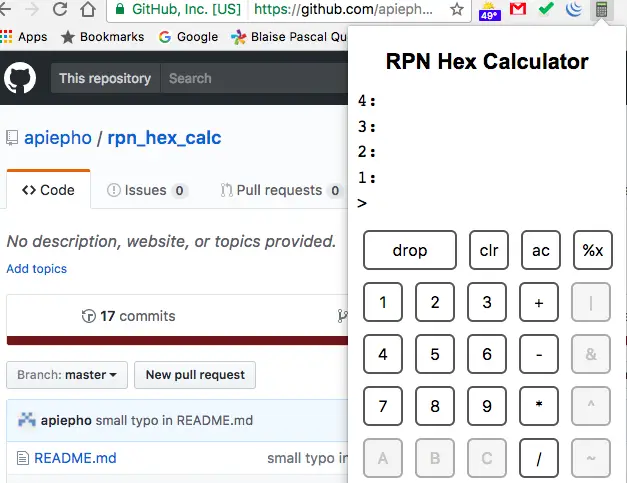 GitHub, Inc. [US] https://github.com/apieph...
49°
Apps Bookmarks Google Blaise Pascal Qu
This repository Search
apiepho / rpn_hex_calc
<> Code Issues 0 Pull requests 0
No description, website, or topics provided.
Add topics
17 commits
Branch: master New pull request
apiepho small typo in README.md
README.md small typo in
RPN Hex Calculator
4:
3:
2:
1:
>
drop clr ac %x
1 2 3 + |
4 5 6 - &
7 8 9 * ^
A B C / ~